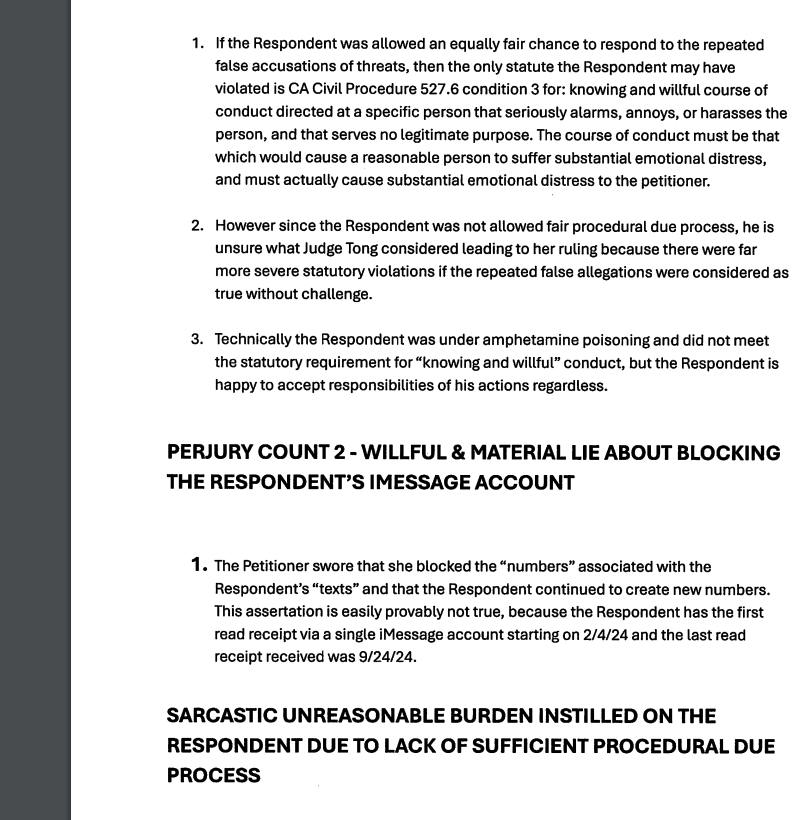 1. If the Respondent was allowed an equally fair chance to respond to the repeated
false accusations of threats, then the only statute the Respondent may have
violated is CA Civil Procedure 527.6 condition 3 for: knowing and willful course of
conduct directed at a specific person that seriously alarms, annoys, or harasses the
person, and that serves no legitimate purpose. The course of conduct must be that
which would cause a reasonable person to suffer substantial emotional distress,
and must actually cause substantial emotional distress to the petitioner.
2. However since the Respondent was not allowed fair procedural due process, he is
unsure what Judge Tong considered leading to her ruling because there were far
more severe statutory violations if the repeated false allegations were considered as
true without challenge.
3. Technically the Respondent was under amphetamine poisoning and did not meet
the statutory requirement for “knowing and willful” conduct, but the Respondent is
happy to accept responsibilities of his actions regardless.
PERJURY COUNT 2 - WILLFUL & MATERIAL LIE ABOUT BLOCKING
THE RESPONDENT’S IMESSAGE ACCOUNT
1. The Petitioner swore that she blocked the “numbers” associated with the
Respondent’s “texts” and that the Respondent continued to create new numbers.
This assertation is easily provably not true, because the Respondent has the first
read receipt via a single iMessage account starting on 2/4/24 and the last read
receipt received was 9/24/24.
SARCASTIC UNREASONABLE BURDEN INSTILLED ON THE
RESPONDENT DUE TO LACK OF SUFFICIENT PROCEDURAL DUE
PROCESS